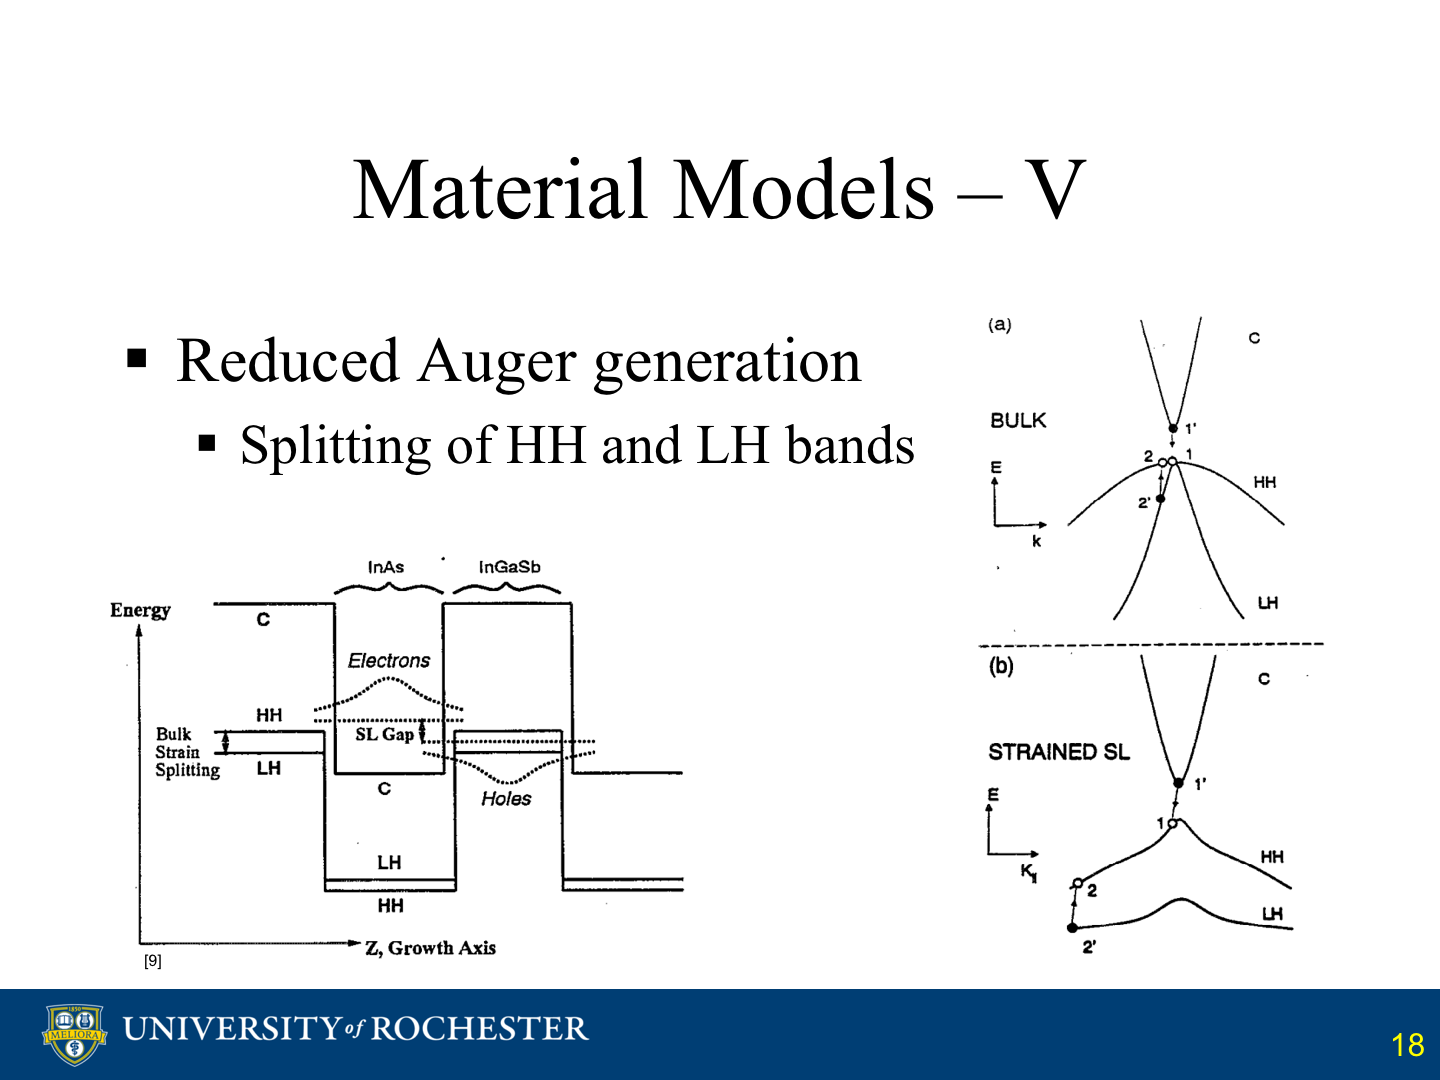 Material Models – V
▪ Reduced Auger generation
▪ Splitting of HH and LH bands
InAs InGaSb
Energy
C
Electrons
HH
Bulk
Strain
Splitting
SL Gap
LH
C
Holes
LH
HH
Z, Growth Axis
[9]
(a)
C
BULK
1'
2 1
E
HH
2'
k
LH
(b)
C
STRAINED SL
1'
E
1
HH
K||
2
LH
2'
1850
MELIORA
UNIVERSITY of ROCHESTER
18